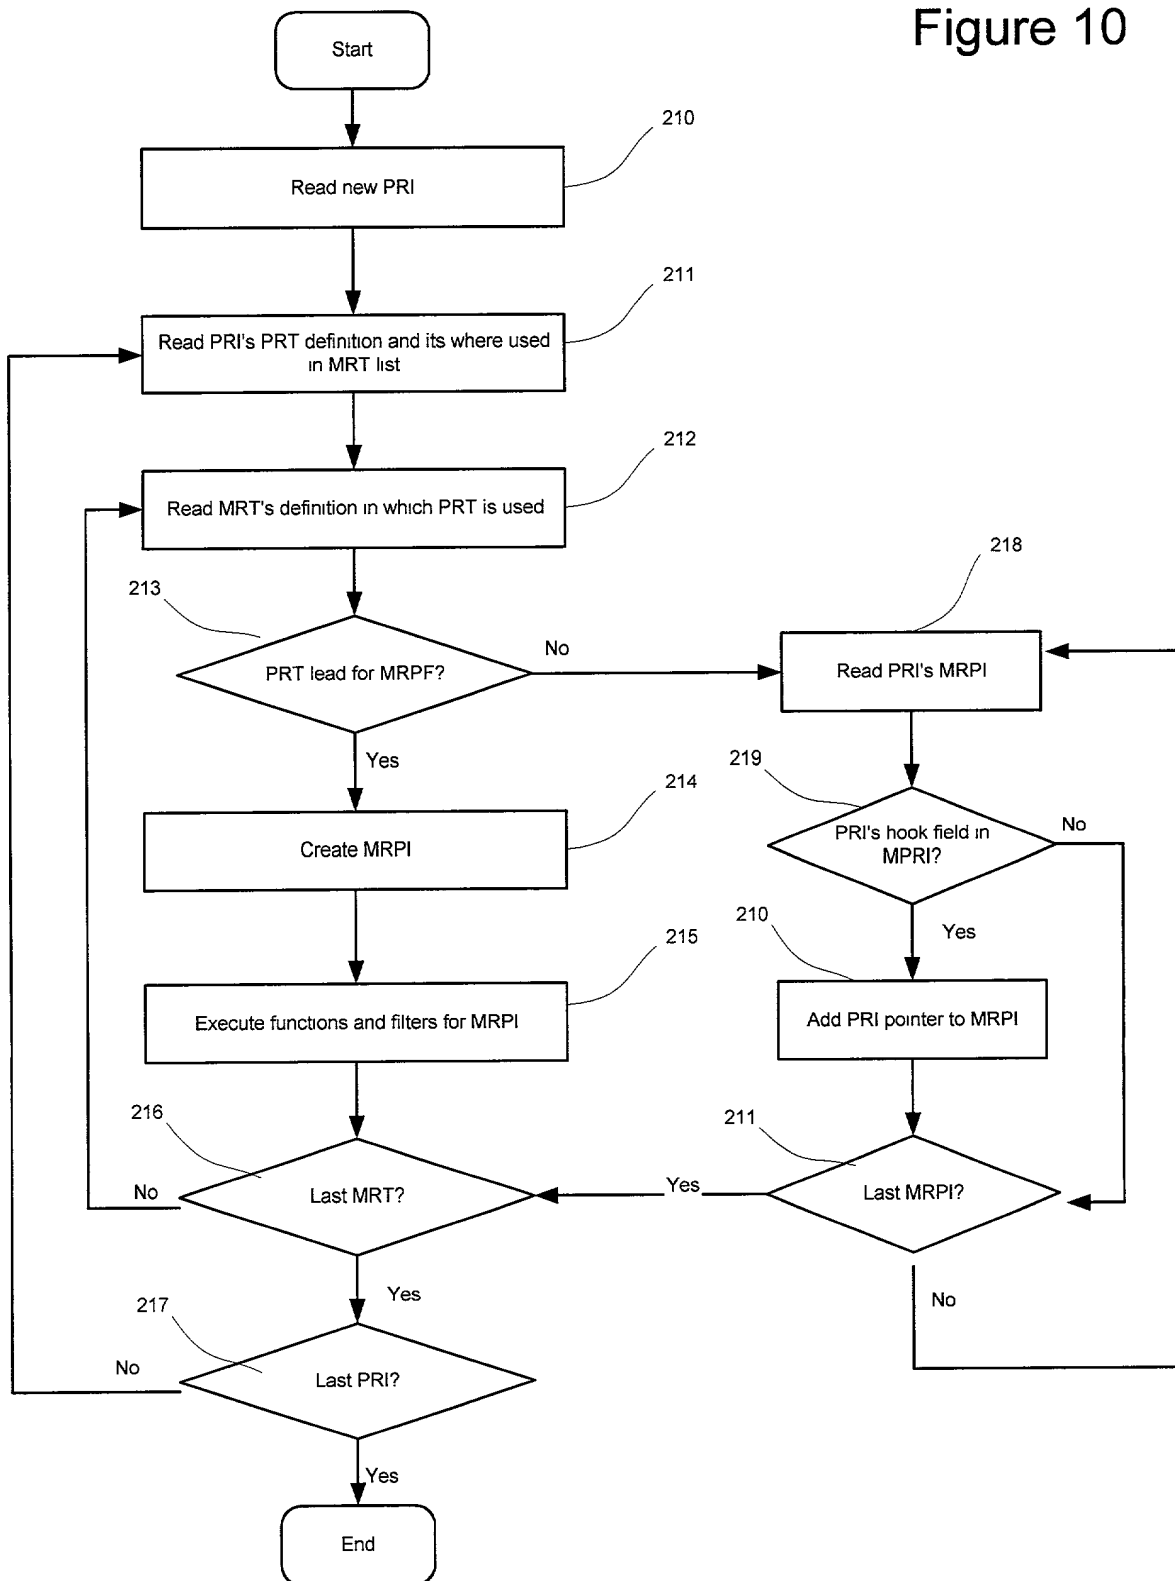 Figure 10
Start
210
Read new PRI
211
Read PRI's PRT definition and its where used
in MRT list
212
Read MRT's definition in which PRT is used
213
PRT lead for MRPF?
No
Yes
218
Read PRI's MRPI
219
PRI's hook field in
MPRI?
No
Yes
214
Create MRPI
210
Add PRI pointer to MRPI
215
Execute functions and filters for MRPI
216
Last MRT?
No
Yes
211
Last MRPI?
Yes
No
217
Last PRI?
No
Yes
End